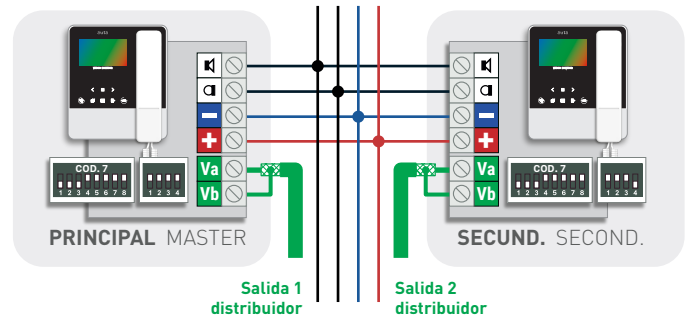 auta
auta
Va
Va
COD. 7
COD. 7
1 2 3 4 5 6 7 8
1 2 3 4
Vb
Vb
1 2 3 4 5 6 7 8
1 2 3 4
PRINCIPAL MASTER
SECUND. SECOND.
Salida 1
distribuidor
Salida 2
distribuidor